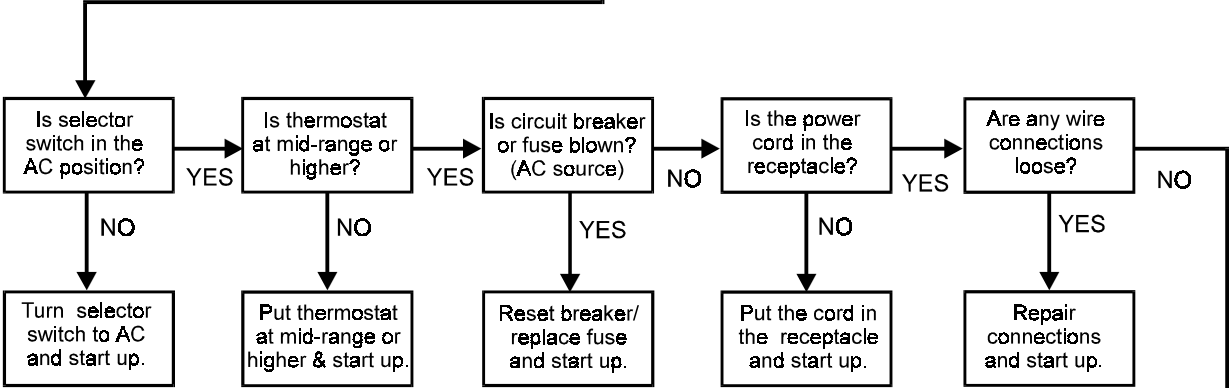 Is selector
switch in the
AC position?
YES
Is thermostat
at mid-range or
higher?
YES
Is circuit breaker
or fuse blown?
(AC source)
NO
Is the power
cord in the
receptacle?
YES
Are any wire
connections
loose?
NO
NO
NO
YES
NO
YES
Turn selector
switch to AC
and start up.
Put thermostat
at mid-range or
higher & start up.
Reset breaker/
replace fuse
and start up.
Put the cord in
the receptacle
and start up.
Repair
connections
and start up.